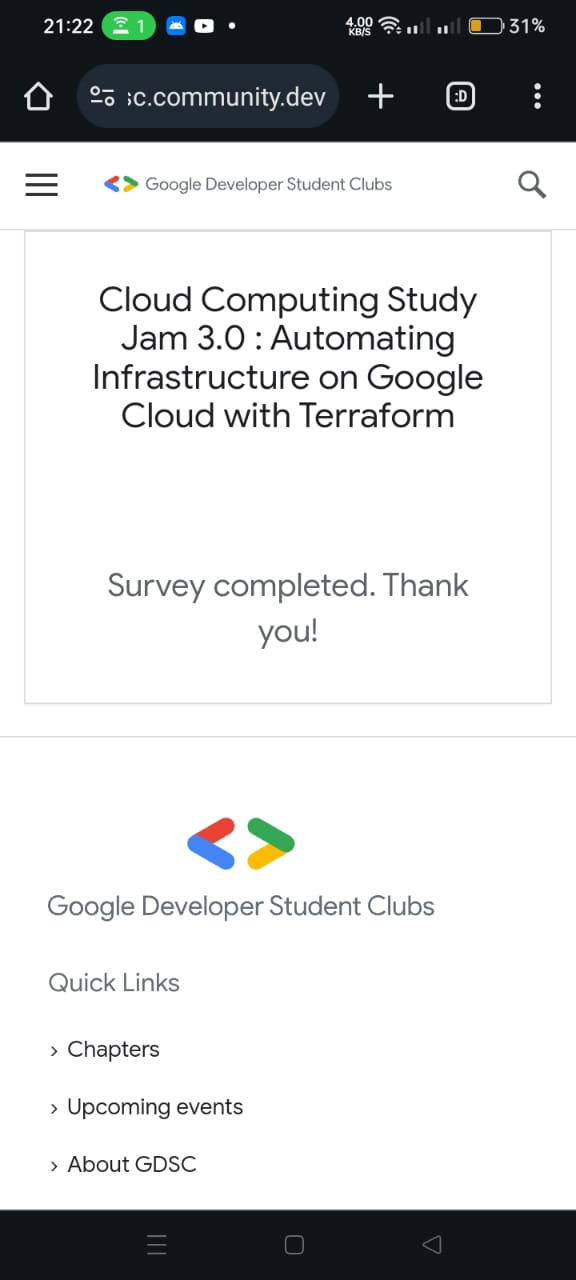 21:22 1 4.00 KB/S 31%
sc.community.dev :D
Google Developer Student Clubs
Cloud Computing Study
Jam 3.0 : Automating
Infrastructure on Google
Cloud with Terraform
Survey completed. Thank
you!
Google Developer Student Clubs
Quick Links
› Chapters
› Upcoming events
› About GDSC